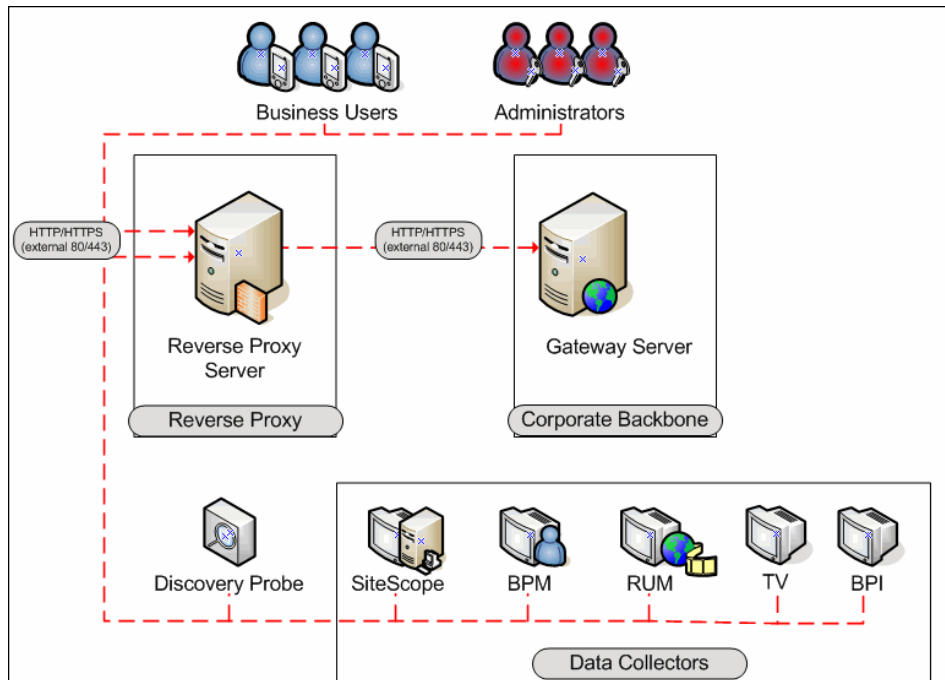 Business Users
Administrators
HTTP/HTTPS
(external 80/443)
HTTP/HTTPS
(external 80/443)
Reverse Proxy
Server
Gateway Server
Reverse Proxy
Corporate Backbone
Discovery Probe
SiteScope
BPM
RUM
TV
BPI
Data Collectors